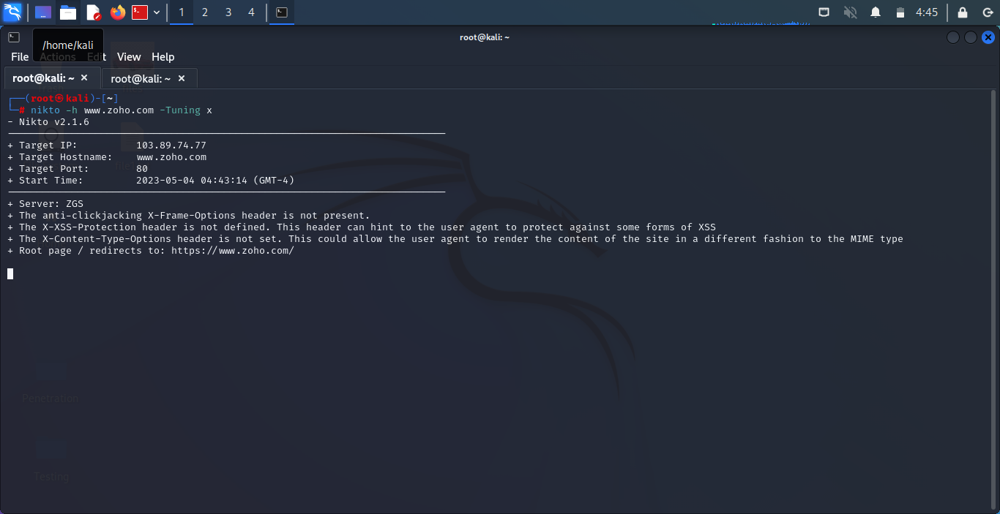 1 2 3 4 4:45
root@kali: ~
/home/kali
File Actions Edit View Help
root@kali: ~ × root@kali: ~ ×
┌──(root㉿kali)-[~]
└─# nikto -h www.zoho.com -Tuning x
- Nikto v2.1.6
+ Target IP: 103.89.74.77
+ Target Hostname: www.zoho.com
+ Target Port: 80
+ Start Time: 2023-05-04 04:43:14 (GMT-4)
+ Server: ZGS
+ The anti-clickjacking X-Frame-Options header is not present.
+ The X-XSS-Protection header is not defined. This header can hint to the user agent to protect against some forms of XSS
+ The X-Content-Type-Options header is not set. This could allow the user agent to render the content of the site in a different fashion to the MIME type
+ Root page / redirects to: https://www.zoho.com/
Penetration
Testing